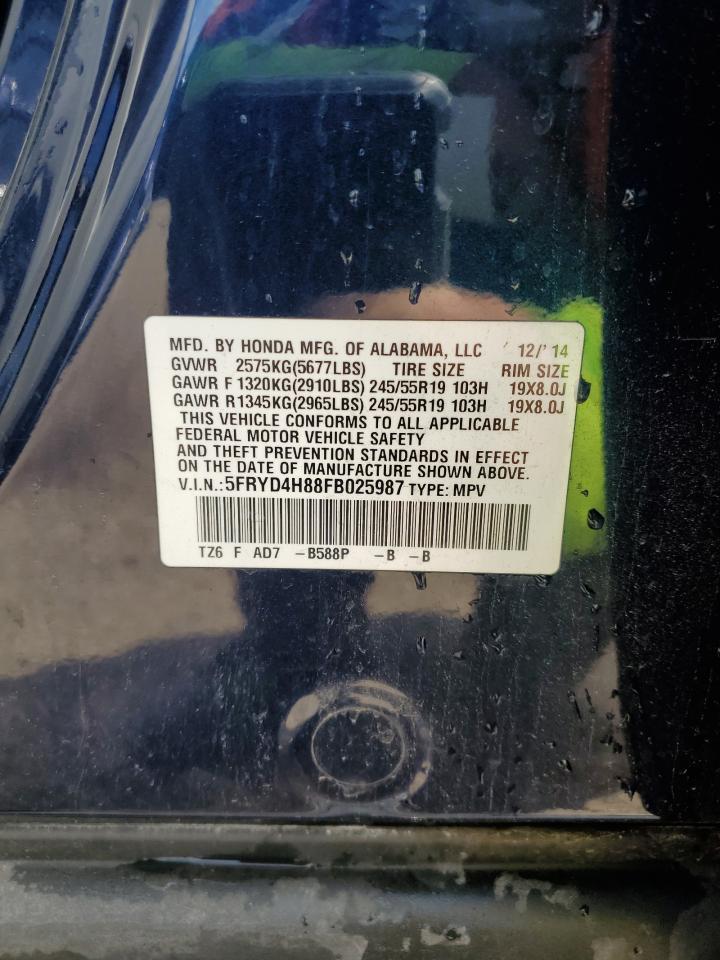 MFD. BY HONDA MFG. OF ALABAMA, LLC 12/'14
GVWR 2575KG(5677LBS) TIRE SIZE RIM SIZE
GAWR F 1320KG(2910LBS) 245/55R19 103H 19X8.0J
GAWR R 1345KG(2965LBS) 245/55R19 103H 19X8.0J
THIS VEHICLE CONFORMS TO ALL APPLICABLE
FEDERAL MOTOR VEHICLE SAFETY
AND THEFT PREVENTION STANDARDS IN EFFECT
ON THE DATE OF MANUFACTURE SHOWN ABOVE.
V.I.N.:5FRYD4H88FB025987 TYPE: MPV
TZ6 F AD7 -B588P -B -B